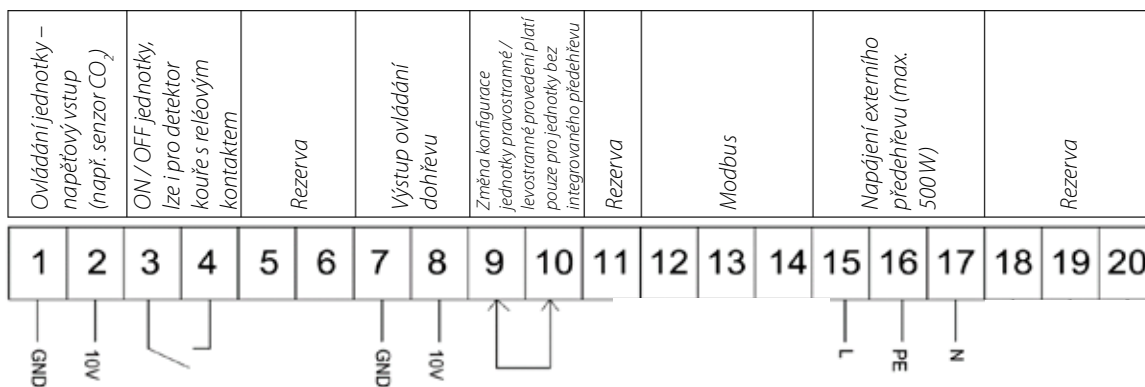 Ovládání jednotky –
napěťový vstup
(např. senzor CO₂)
ON / OFF jednotky,
lze i pro detektor
kouře s reléovým
kontaktem
Rezerva
Výstup ovládání
dohřevu
Změna konfigurace
jednotky pravostranné /
levostranné provedení platí
pouze pro jednotky bez
integrovaného předehřevu
Rezerva
Modbus
Napájení externího
předehřevu (max.
500 W)
Rezerva
1 2 3 4 5 6 7 8 9 10 11 12 13 14 15 16 17 18 19 20
GND
10V
GND
10V
L
PE
N